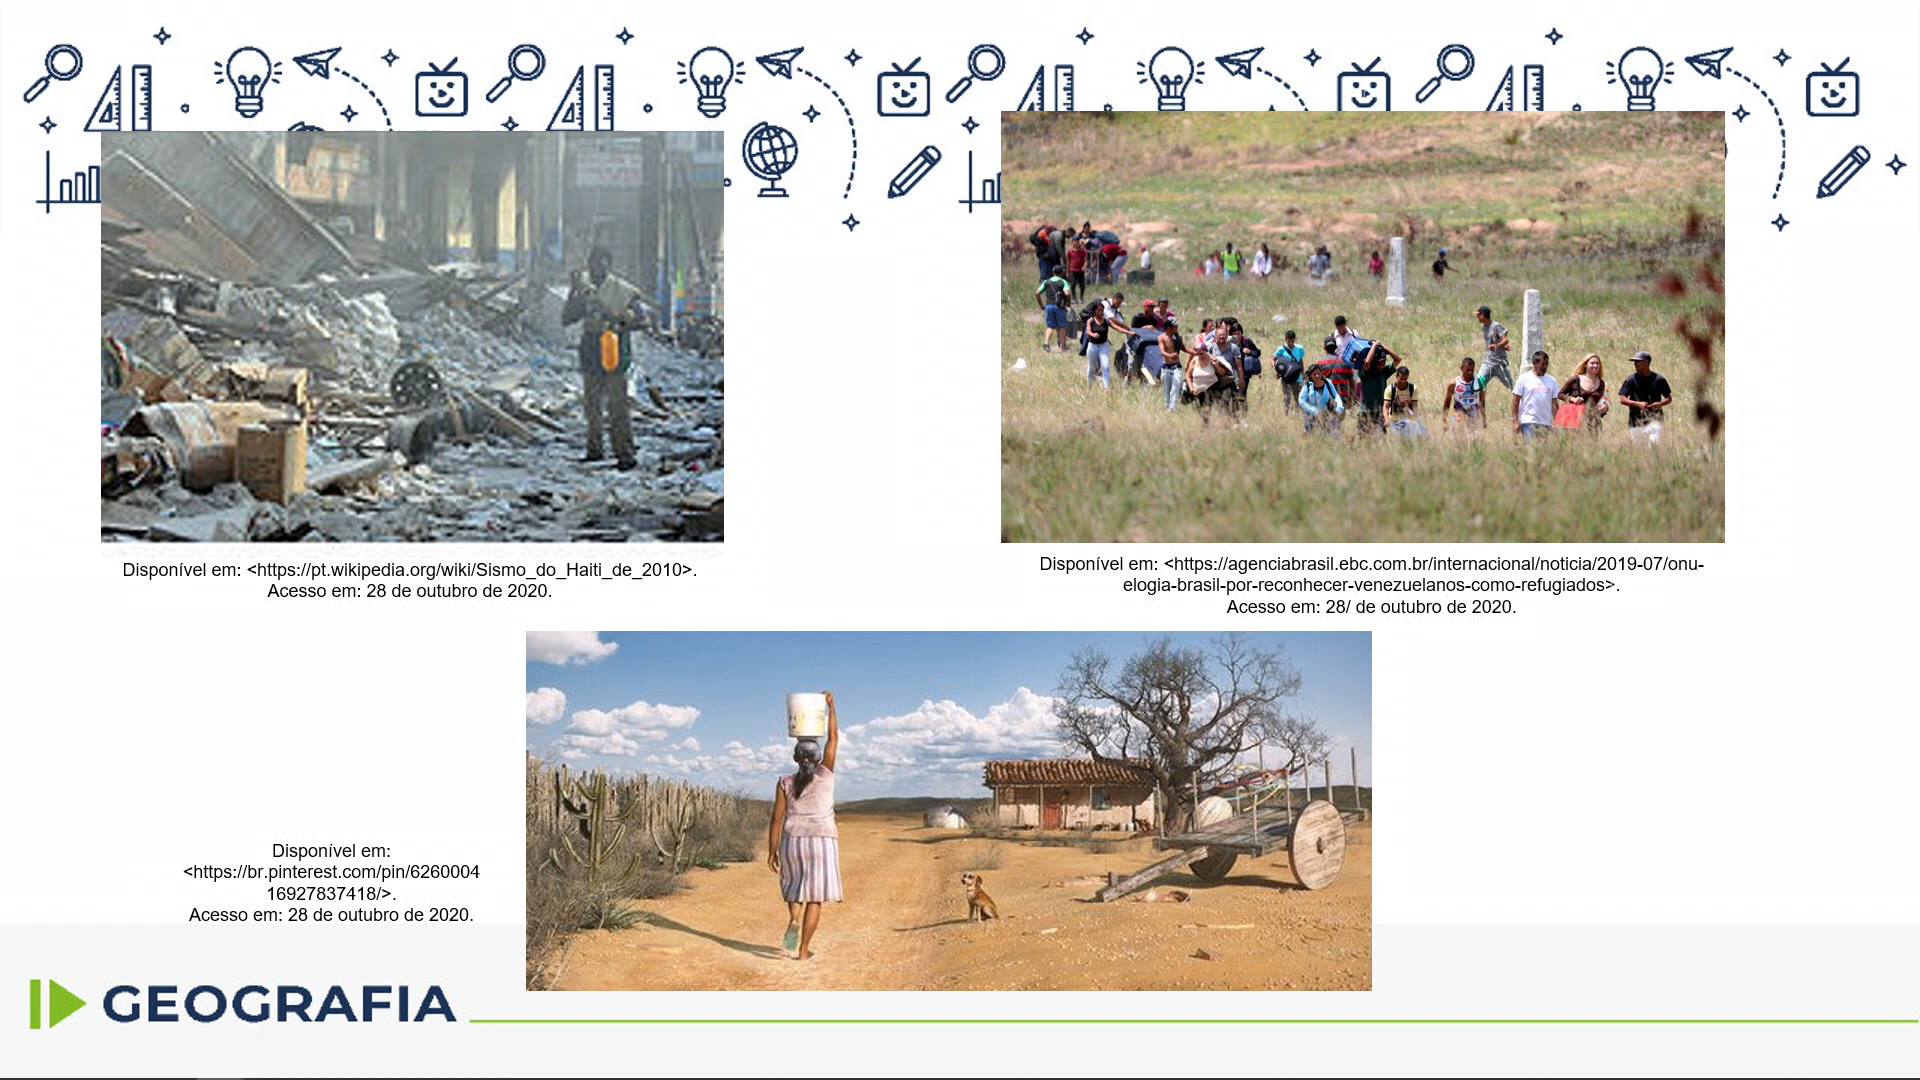 Disponível em: <https://pt.wikipedia.org/wiki/Sismo_do_Haiti_de_2010>.
Acesso em: 28 de outubro de 2020.
Disponível em: <https://agenciabrasil.ebc.com.br/internacional/noticia/2019-07/onu-
elogia-brasil-por-reconhecer-venezuelanos-como-refugiados>.
Acesso em: 28/ de outubro de 2020.
Disponível em:
<https://br.pinterest.com/pin/6260004
16927837418/>.
Acesso em: 28 de outubro de 2020.
GEOGRAFIA